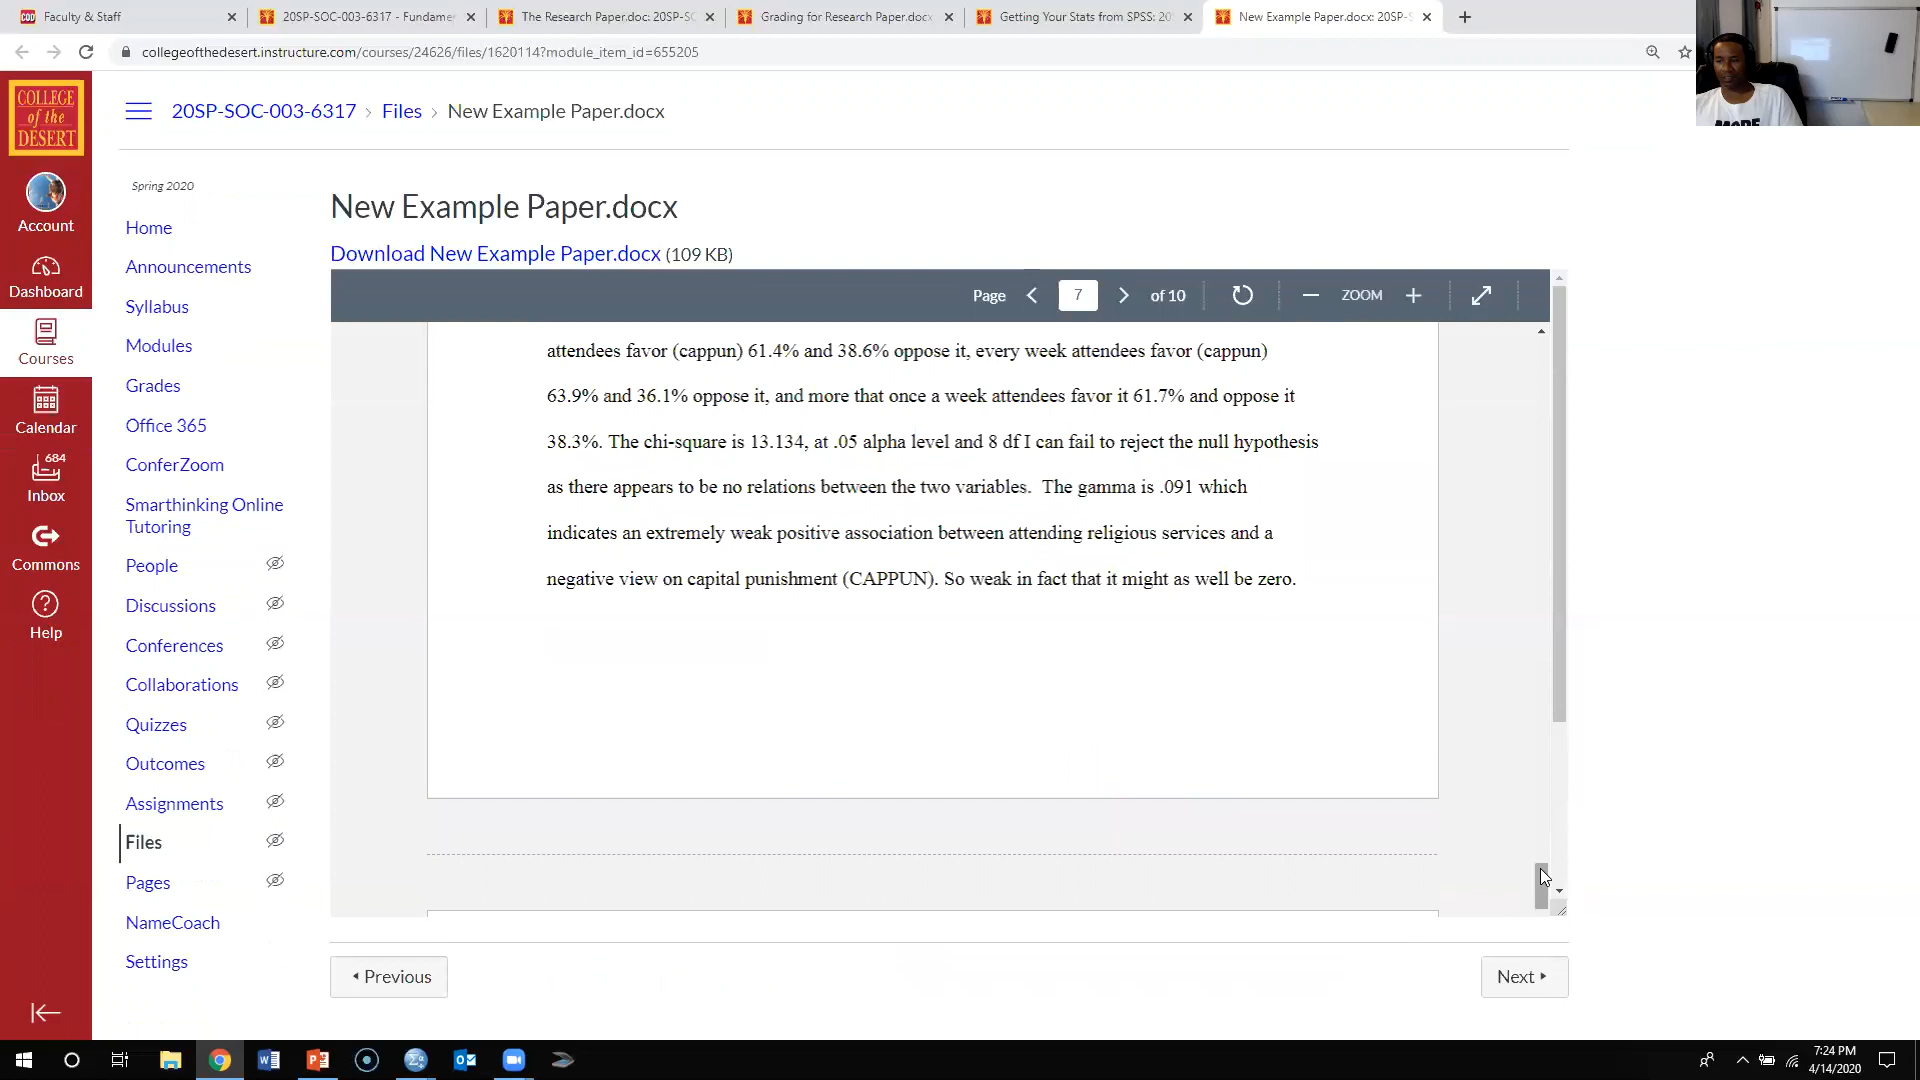 Faculty & Staff
20SP-SOC-003-6317 - Fundame
The Research Paper.doc: 20SP-SC
Grading for Research Paper.docx
Getting Your Stats from SPSS: 20
New Example Paper.docx: 20SP-S
collegeofthedesert.instructure.com/courses/24626/files/1620114?module_item_id=655205
COLLEGE
of the
DESERT
Account
Dashboard
Courses
Calendar
684
Inbox
Commons
Help
20SP-SOC-003-6317 › Files › New Example Paper.docx
Spring 2020
Home
Announcements
Syllabus
Modules
Grades
Office 365
ConferZoom
Smarthinking Online
Tutoring
People
Discussions
Conferences
Collaborations
Quizzes
Outcomes
Assignments
Files
Pages
NameCoach
Settings
New Example Paper.docx
Download New Example Paper.docx (109 KB)
Page 7 of 10 ZOOM
attendees favor (cappun) 61.4% and 38.6% oppose it, every week attendees favor (cappun)
63.9% and 36.1% oppose it, and more that once a week attendees favor it 61.7% and oppose it
38.3%. The chi-square is 13.134, at .05 alpha level and 8 df I can fail to reject the null hypothesis
as there appears to be no relations between the two variables. The gamma is .091 which
indicates an extremely weak positive association between attending religious services and a
negative view on capital punishment (CAPPUN). So weak in fact that it might as well be zero.
Previous
Next
7:24 PM
4/14/2020